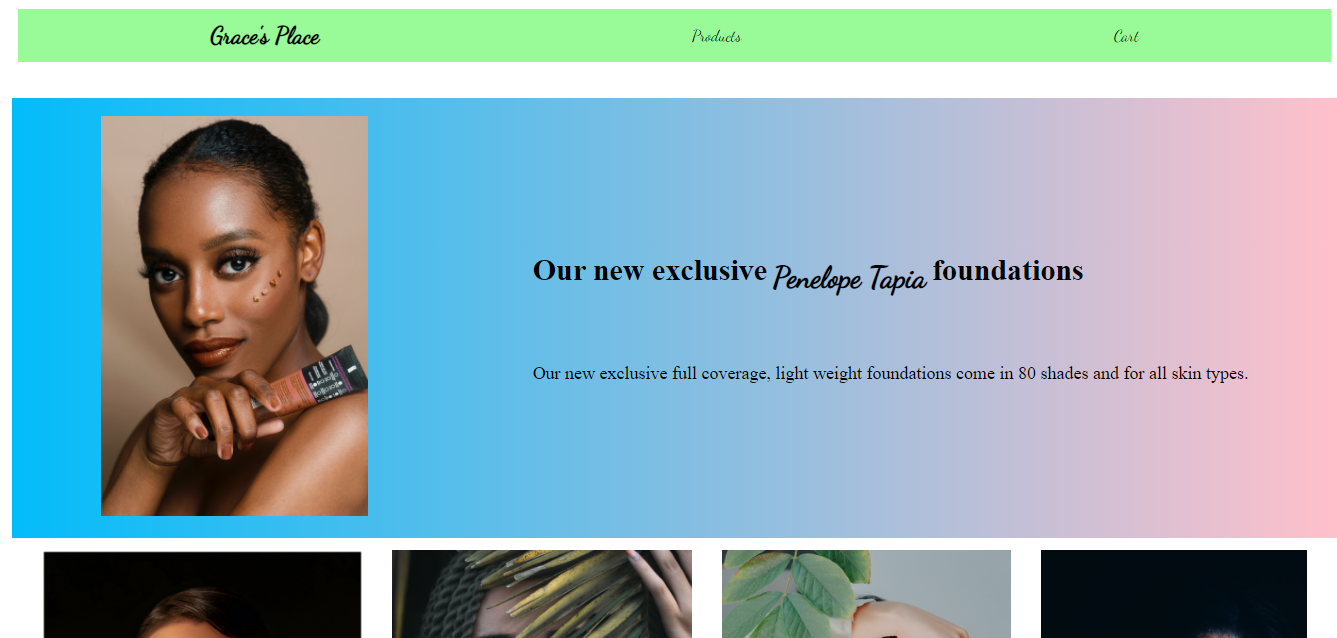 Grace's Place Products Cart
Our new exclusive Penelope Tapia foundations
Our new exclusive full coverage, light weight foundations come in 80 shades and for all skin types.